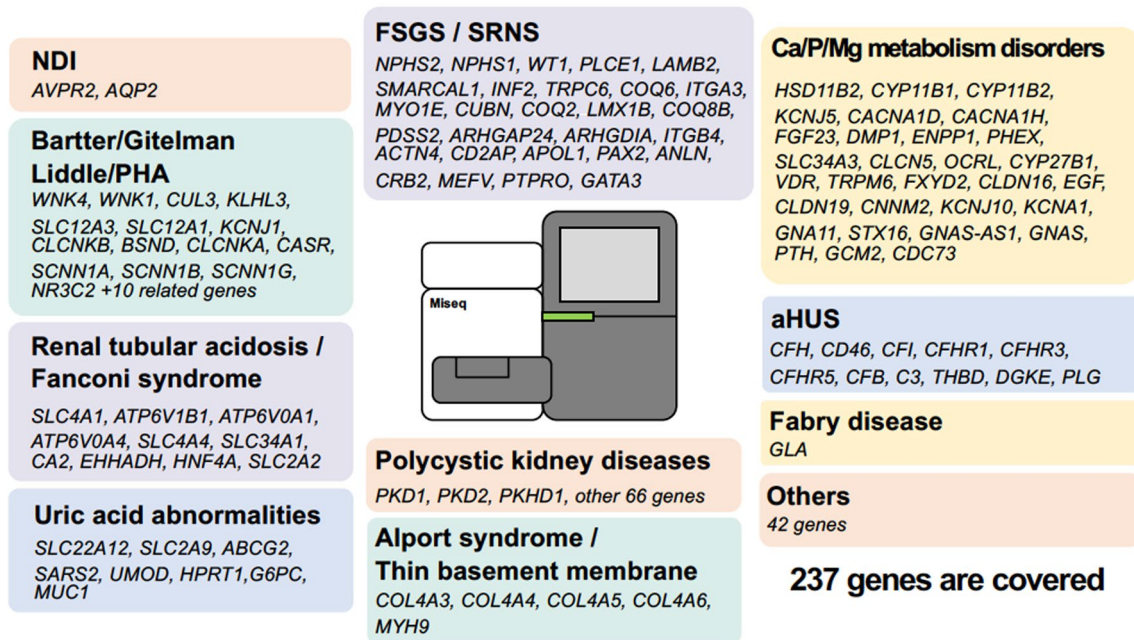 NDI
AVPR2, AQP2
Bartter/Gitelman
Liddle/PHA
WNK4, WNK1, CUL3, KLHL3,
SLC12A3, SLC12A1, KCNJ1,
CLCNKB, BSND, CLCNKA, CASR,
SCNN1A, SCNN1B, SCNN1G,
NR3C2 +10 related genes
Renal tubular acidosis /
Fanconi syndrome
SLC4A1, ATP6V1B1, ATP6V0A1,
ATP6V0A4, SLC4A4, SLC34A1,
CA2, EHHADH, HNF4A, SLC2A2
Uric acid abnormalities
SLC22A12, SLC2A9, ABCG2,
SARS2, UMOD, HPRT1,G6PC,
MUC1
FSGS / SRNS
NPHS2, NPHS1, WT1, PLCE1, LAMB2,
SMARCAL1, INF2, TRPC6, COQ6, ITGA3,
MYO1E, CUBN, COQ2, LMX1B, COQ8B,
PDSS2, ARHGAP24, ARHGDIA, ITGB4,
ACTN4, CD2AP, APOL1, PAX2, ANLN,
CRB2, MEFV, PTPRO, GATA3
Miseq
Polycystic kidney diseases
PKD1, PKD2, PKHD1, other 66 genes
Alport syndrome /
Thin basement membrane
COL4A3, COL4A4, COL4A5, COL4A6,
MYH9
Ca/P/Mg metabolism disorders
HSD11B2, CYP11B1, CYP11B2,
KCNJ5, CACNA1D, CACNA1H,
FGF23, DMP1, ENPP1, PHEX,
SLC34A3, CLCN5, OCRL, CYP27B1,
VDR, TRPM6, FXYD2, CLDN16, EGF,
CLDN19, CNNM2, KCNJ10, KCNA1,
GNA11, STX16, GNAS-AS1, GNAS,
PTH, GCM2, CDC73
aHUS
CFH, CD46, CFI, CFHR1, CFHR3,
CFHR5, CFB, C3, THBD, DGKE, PLG
Fabry disease
GLA
Others
42 genes
237 genes are covered